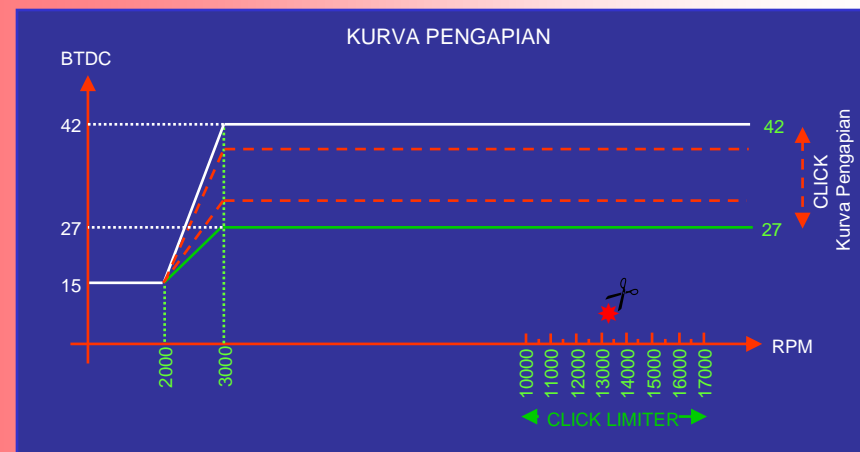 KURVA PENGAPIAN
BTDC
42
42
27
27
15
CLICK
Kurva Pengapian
RPM
2000
3000
10000
11000
12000
13000
14000
15000
16000
17000
CLICK LIMITER